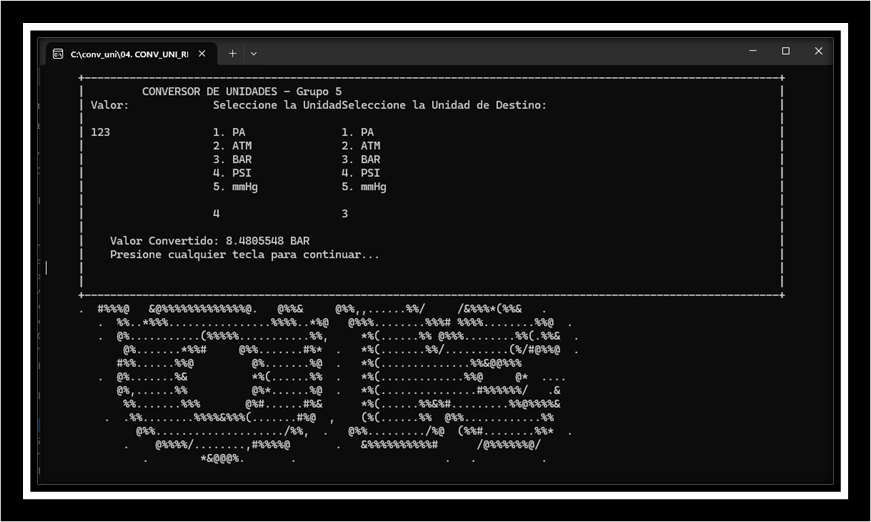 C:\conv_uni\04. CONV_UNI_RI
CONVERSOR DE UNIDADES - Grupo 5
Valor: Seleccione la UnidadSeleccione la Unidad de Destino:
123 1. PA 1. PA
2. ATM 2. ATM
3. BAR 3. BAR
4. PSI 4. PSI
5. mmHg 5. mmHg
4 3
Valor Convertido: 8.4805548 BAR
Presione cualquier tecla para continuar...